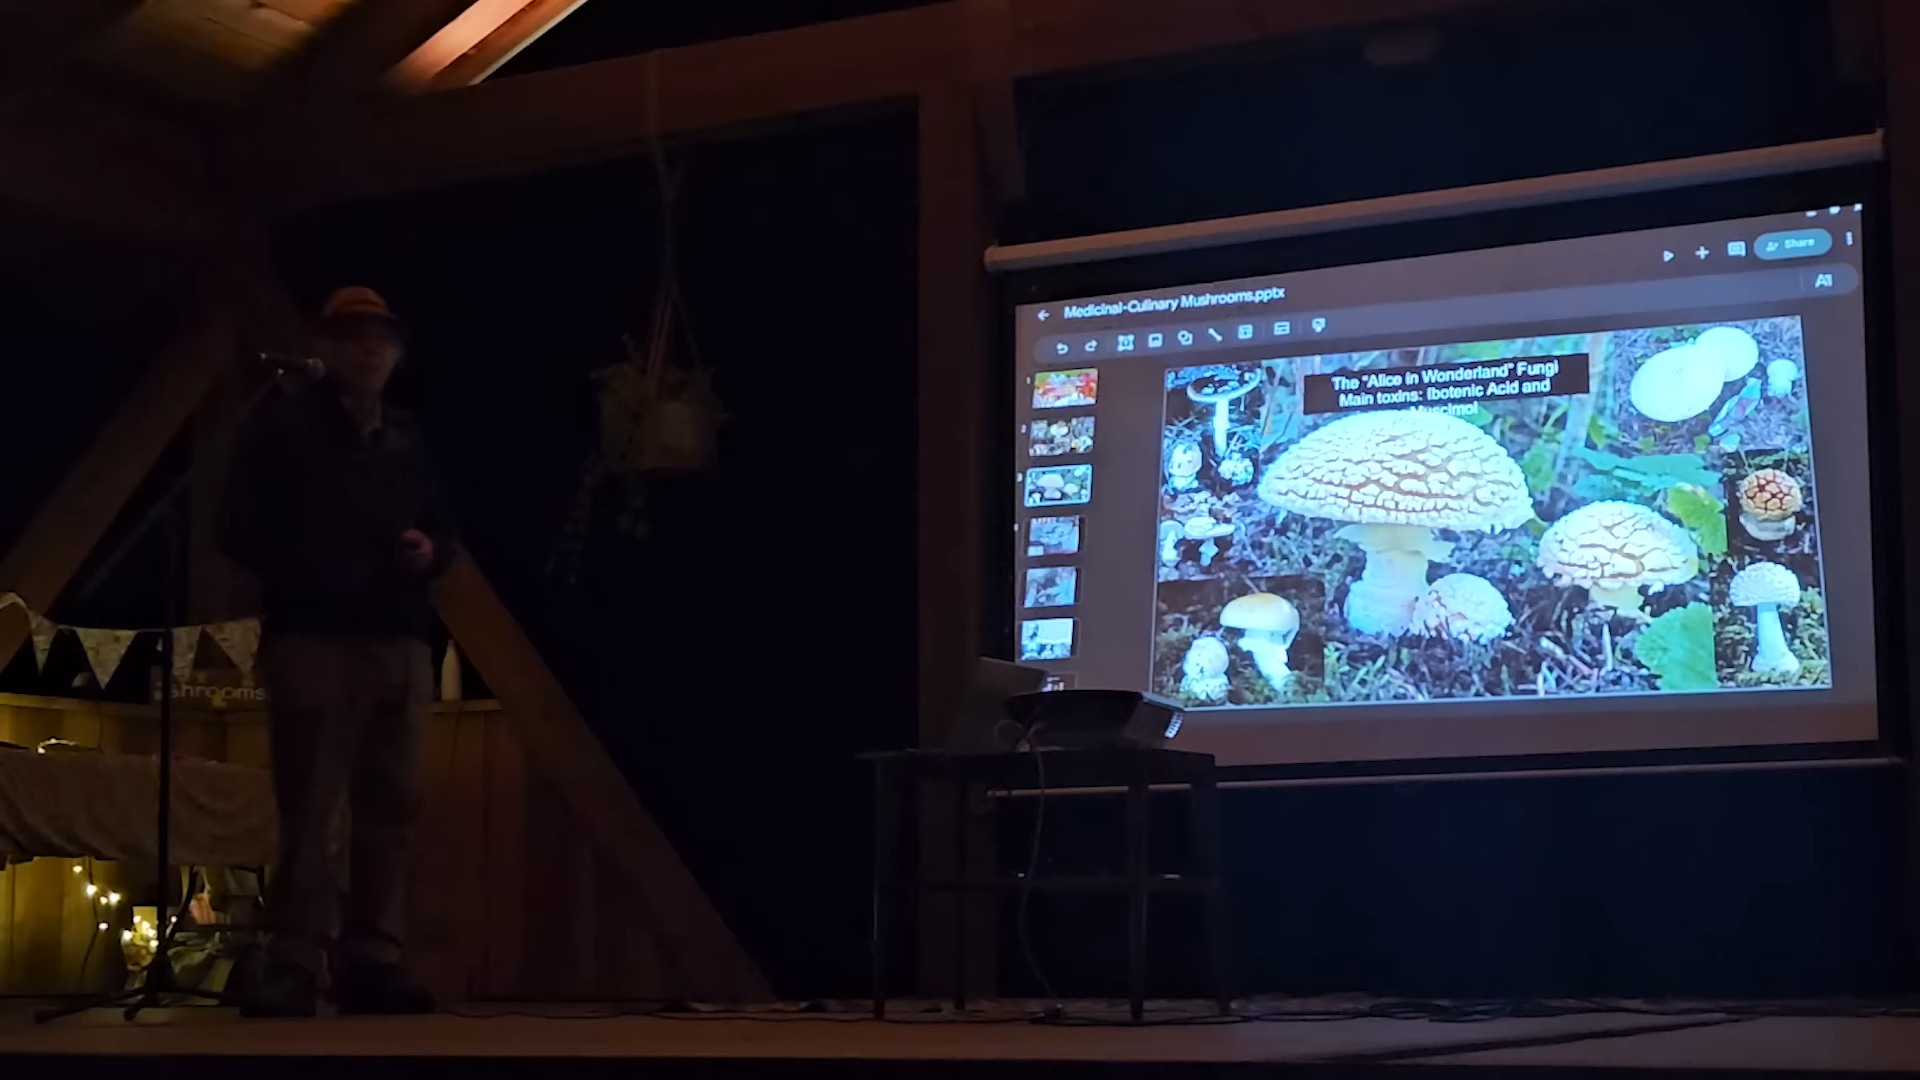 Share
Medicinal-Culinary Mushrooms.pptx
The "Alice in Wonderland" Fungi
Main toxins: Ibotenic Acid and
Muscimol
shrooms